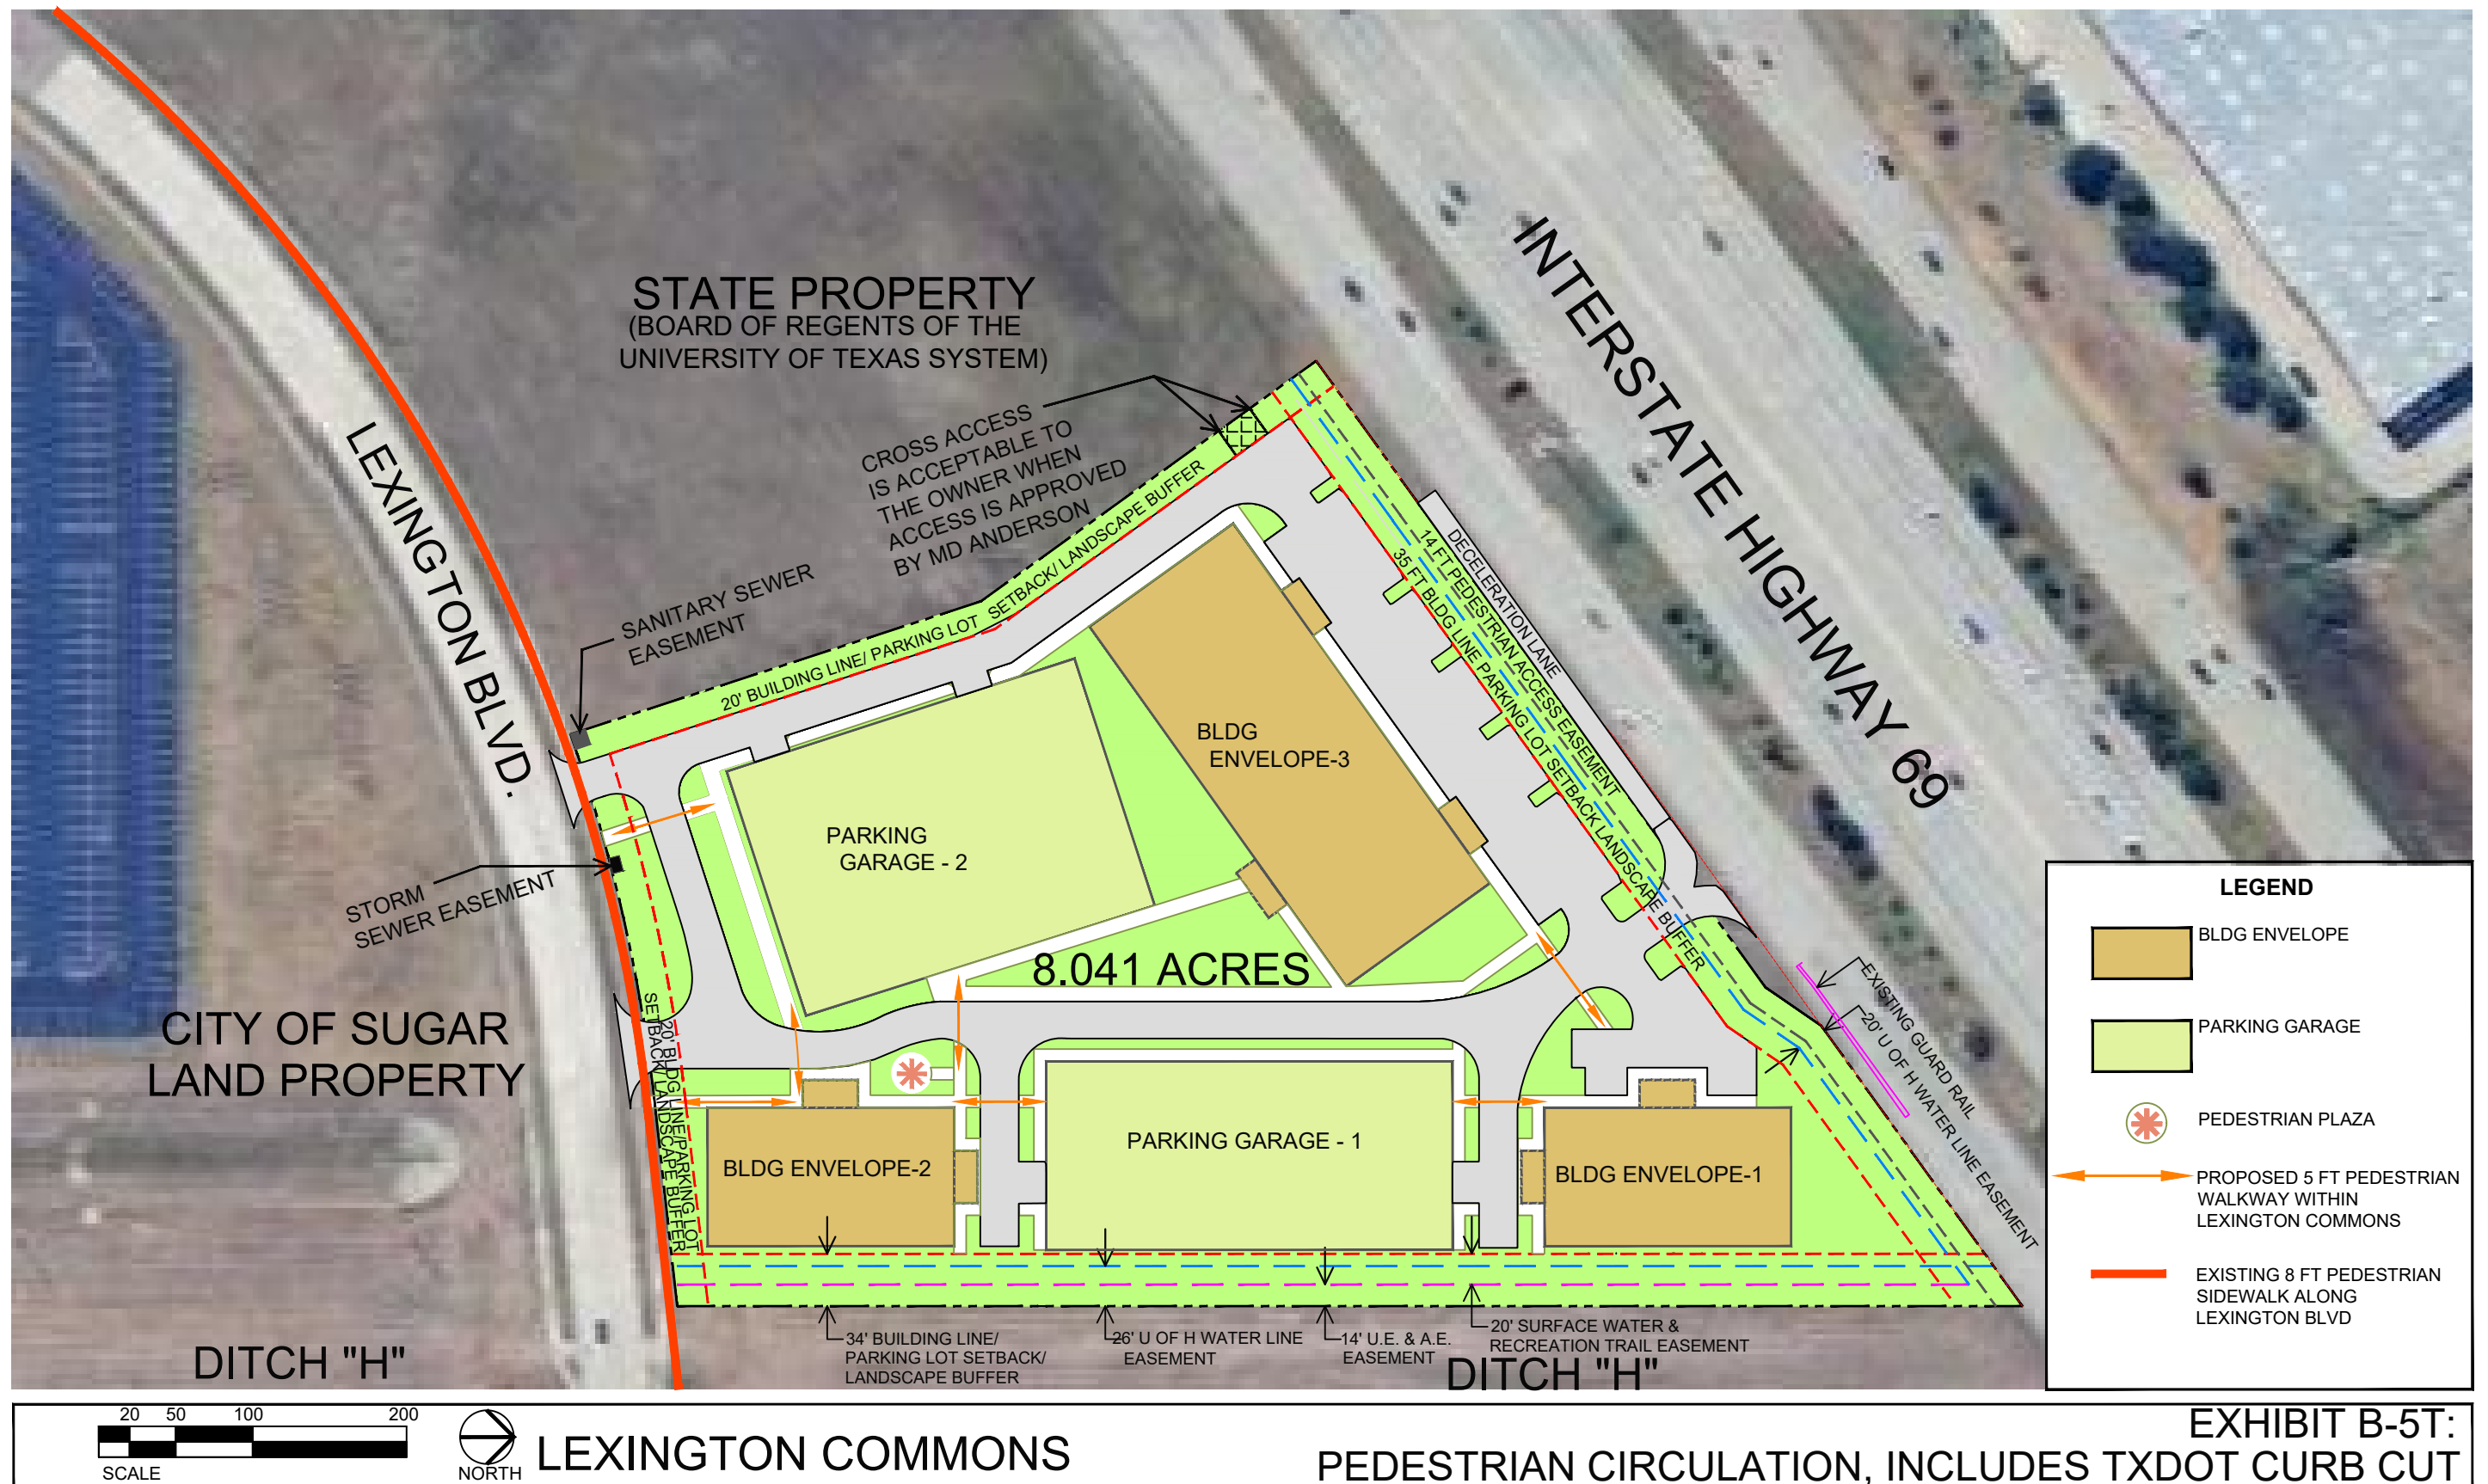 STATE PROPERTY
(BOARD OF REGENTS OF THE
UNIVERSITY OF TEXAS SYSTEM)
INTERSTATE HIGHWAY 69
LEXINGTON BLVD.
CROSS ACCESS
IS ACCEPTABLE TO
THE OWNER WHEN
ACCESS IS APPROVED
BY MD ANDERSON
SANITARY SEWER
EASEMENT
20' BUILDING LINE/ PARKING LOT SETBACK/ LANDSCAPE BUFFER
DECELERATION LANE
14 FT PEDESTRIAN ACCESS EASEMENT
35 FT BLDG LINE PARKING LOT SETBACK LANDSCAPE BUFFER
BLDG
ENVELOPE-3
PARKING
GARAGE - 2
STORM
SEWER EASEMENT
8.041 ACRES
CITY OF SUGAR
LAND PROPERTY
20' BLDG LINE/PARKING LOT
SETBACK/ LANDSCAPE BUFFER
EXISTING GUARD RAIL
20' U OF H WATER LINE EASEMENT
BLDG ENVELOPE-2
PARKING GARAGE - 1
BLDG ENVELOPE-1
34' BUILDING LINE/
PARKING LOT SETBACK/
LANDSCAPE BUFFER
26' U OF H WATER LINE
EASEMENT
14' U.E. & A.E.
EASEMENT
20' SURFACE WATER &
RECREATION TRAIL EASEMENT
DITCH "H"
DITCH "H"
LEGEND
BLDG ENVELOPE
PARKING GARAGE
PEDESTRIAN PLAZA
PROPOSED 5 FT PEDESTRIAN
WALKWAY WITHIN
LEXINGTON COMMONS
EXISTING 8 FT PEDESTRIAN
SIDEWALK ALONG
LEXINGTON BLVD
20 50 100 200
SCALE
NORTH
LEXINGTON COMMONS
EXHIBIT B-5T:
PEDESTRIAN CIRCULATION, INCLUDES TXDOT CURB CUT